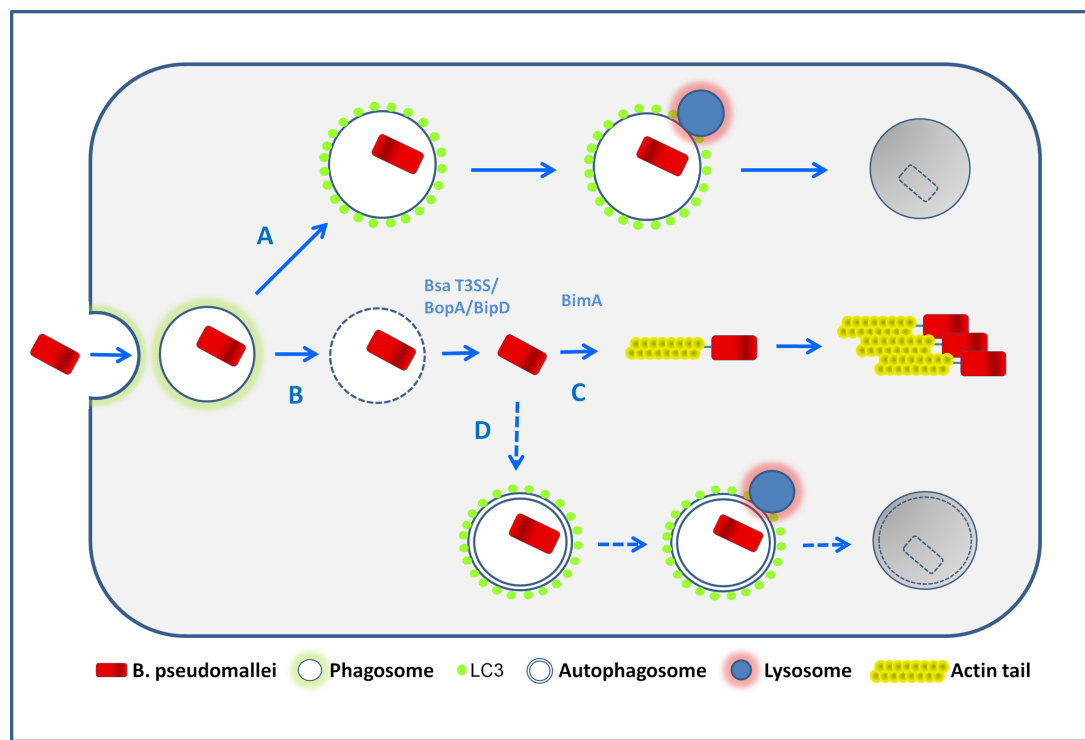 A
Bsa T3SS/
BopA/BipD
BimA
B
C
D
B. pseudomallei
Phagosome
LC3
Autophagosome
Lysosome
Actin tail